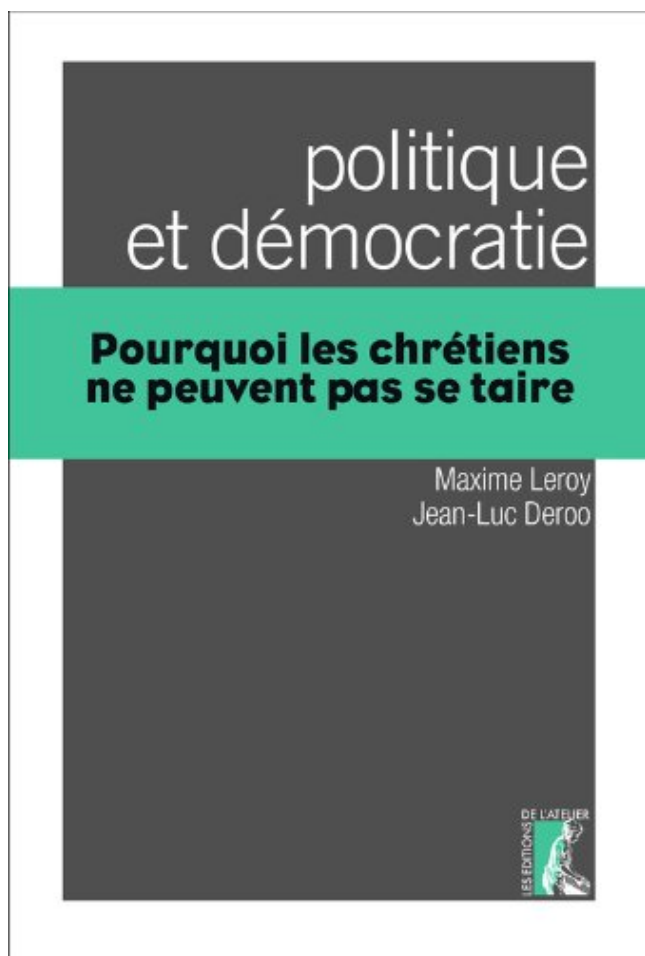 politique
et démocratie
Pourquoi les chrétiens
ne peuvent pas se taire
Maxime Leroy
Jean-Luc Deroo
LES EDITIONS
DE L'ATELIER